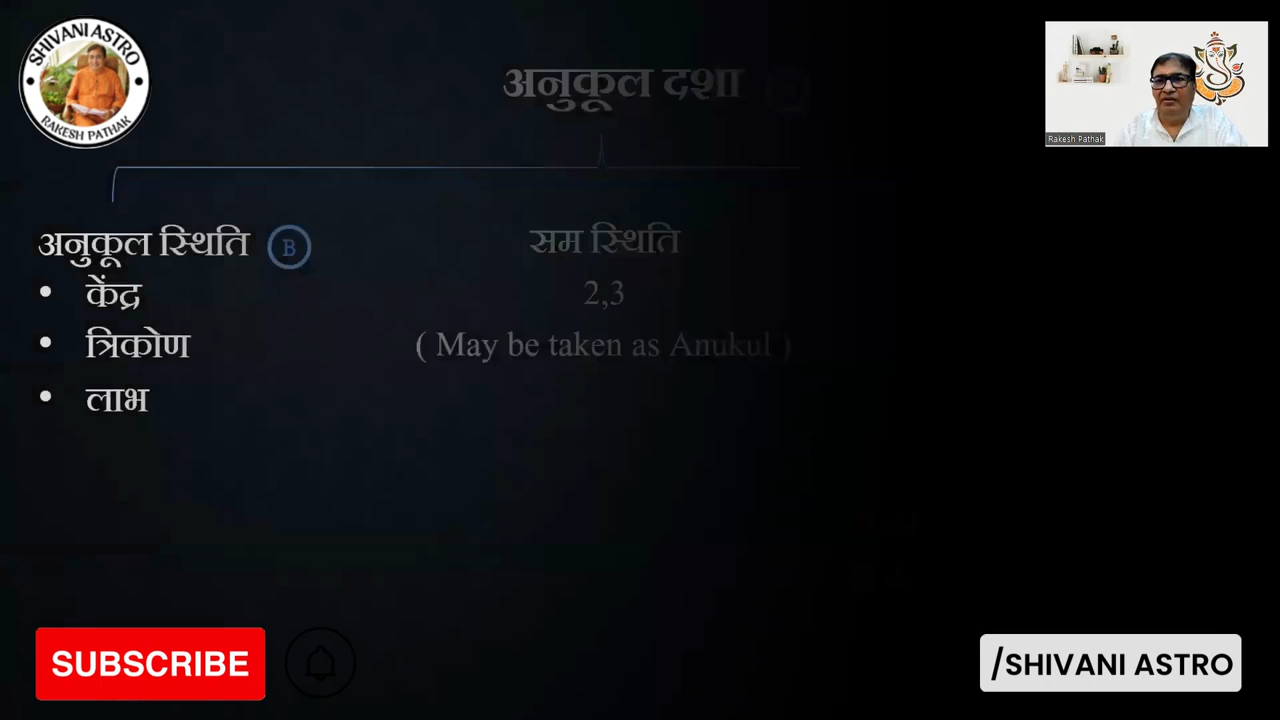 SHIVANI ASTRO
RAKESH PATHAK
अनुकूल दशा
Rakesh Pathak
अनुकूल स्थिति B
• केंद्र
• त्रिकोण
• लाभ
सम स्थिति
2,3
( May be taken as Anukul )
SUBSCRIBE
/SHIVANI ASTRO